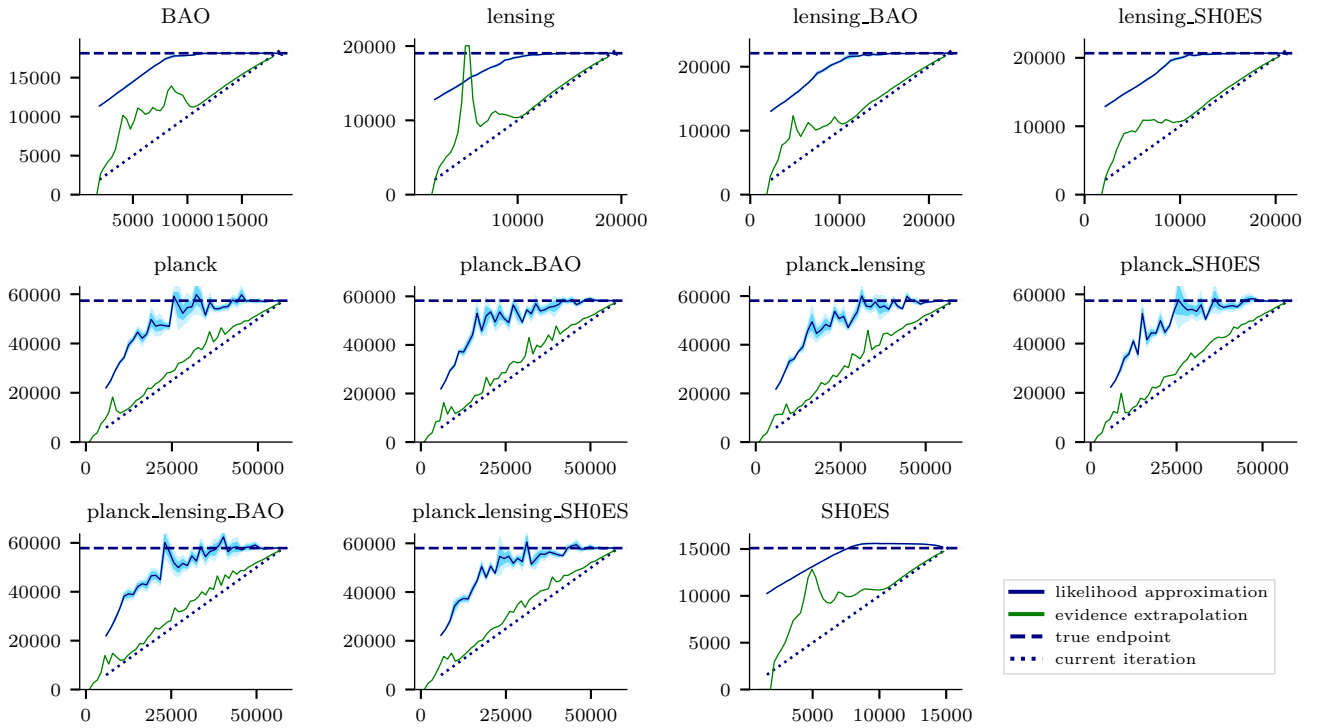 BAO lensing lensing_BAO lensing_SH0ES
15000 10000 5000 0
5000 10000 15000
20000 10000 0
10000 20000
20000 10000 0
0 10000 20000
20000 10000 0
0 10000 20000
planck planck_BAO planck_lensing planck_SH0ES
60000 40000 20000 0
0 25000 50000
60000 40000 20000 0
0 25000 50000
60000 40000 20000 0
0 25000 50000
60000 40000 20000 0
0 25000 50000
planck_lensing_BAO planck_lensing_SH0ES SH0ES
60000 40000 20000 0
0 25000 50000
60000 40000 20000 0
0 25000 50000
15000 10000 5000 0
5000 10000 15000
likelihood approximation
evidence extrapolation
true endpoint
current iteration